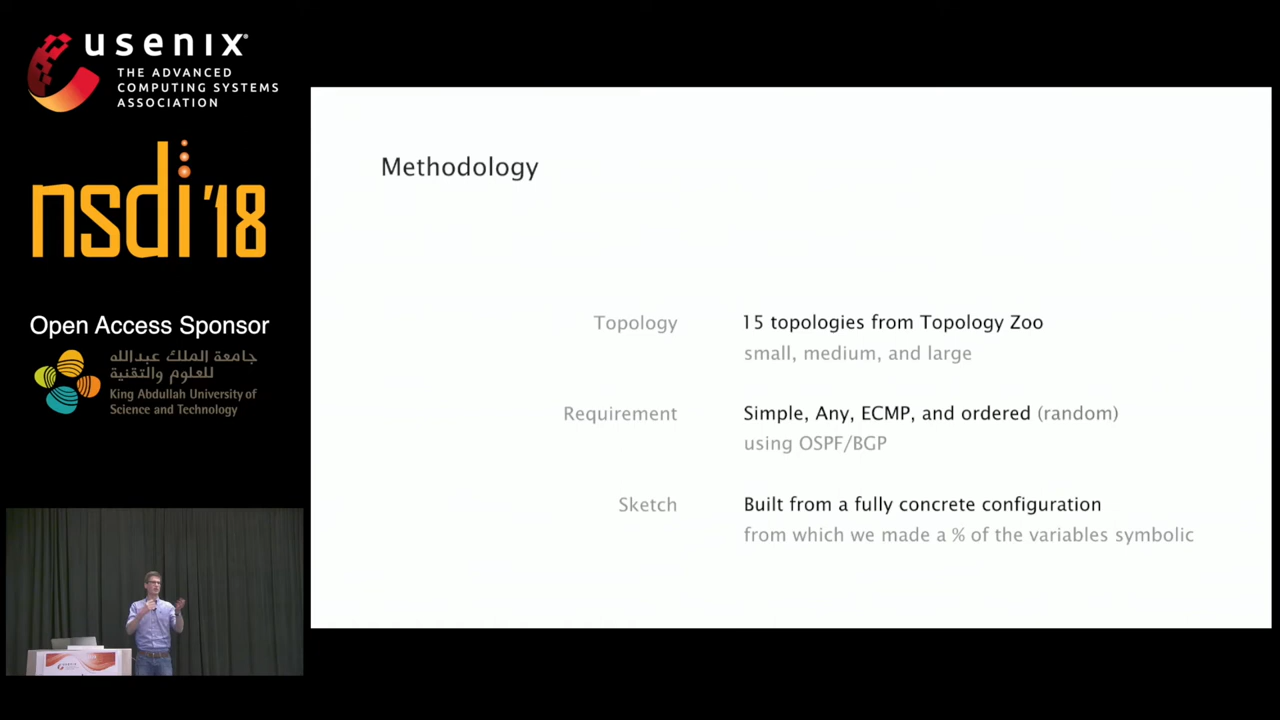 usenix
THE ADVANCED
COMPUTING SYSTEMS
ASSOCIATION
nsdi '18
Open Access Sponsor
جامعة الملك عبدالله
للعلوم والتقنية
King Abdullah University of
Science and Technology
Methodology
Topology
15 topologies from Topology Zoo
small, medium, and large
Requirement
Simple, Any, ECMP, and ordered (random)
using OSPF/BGP
Sketch
Built from a fully concrete configuration
from which we made a % of the variables symbolic
usenix